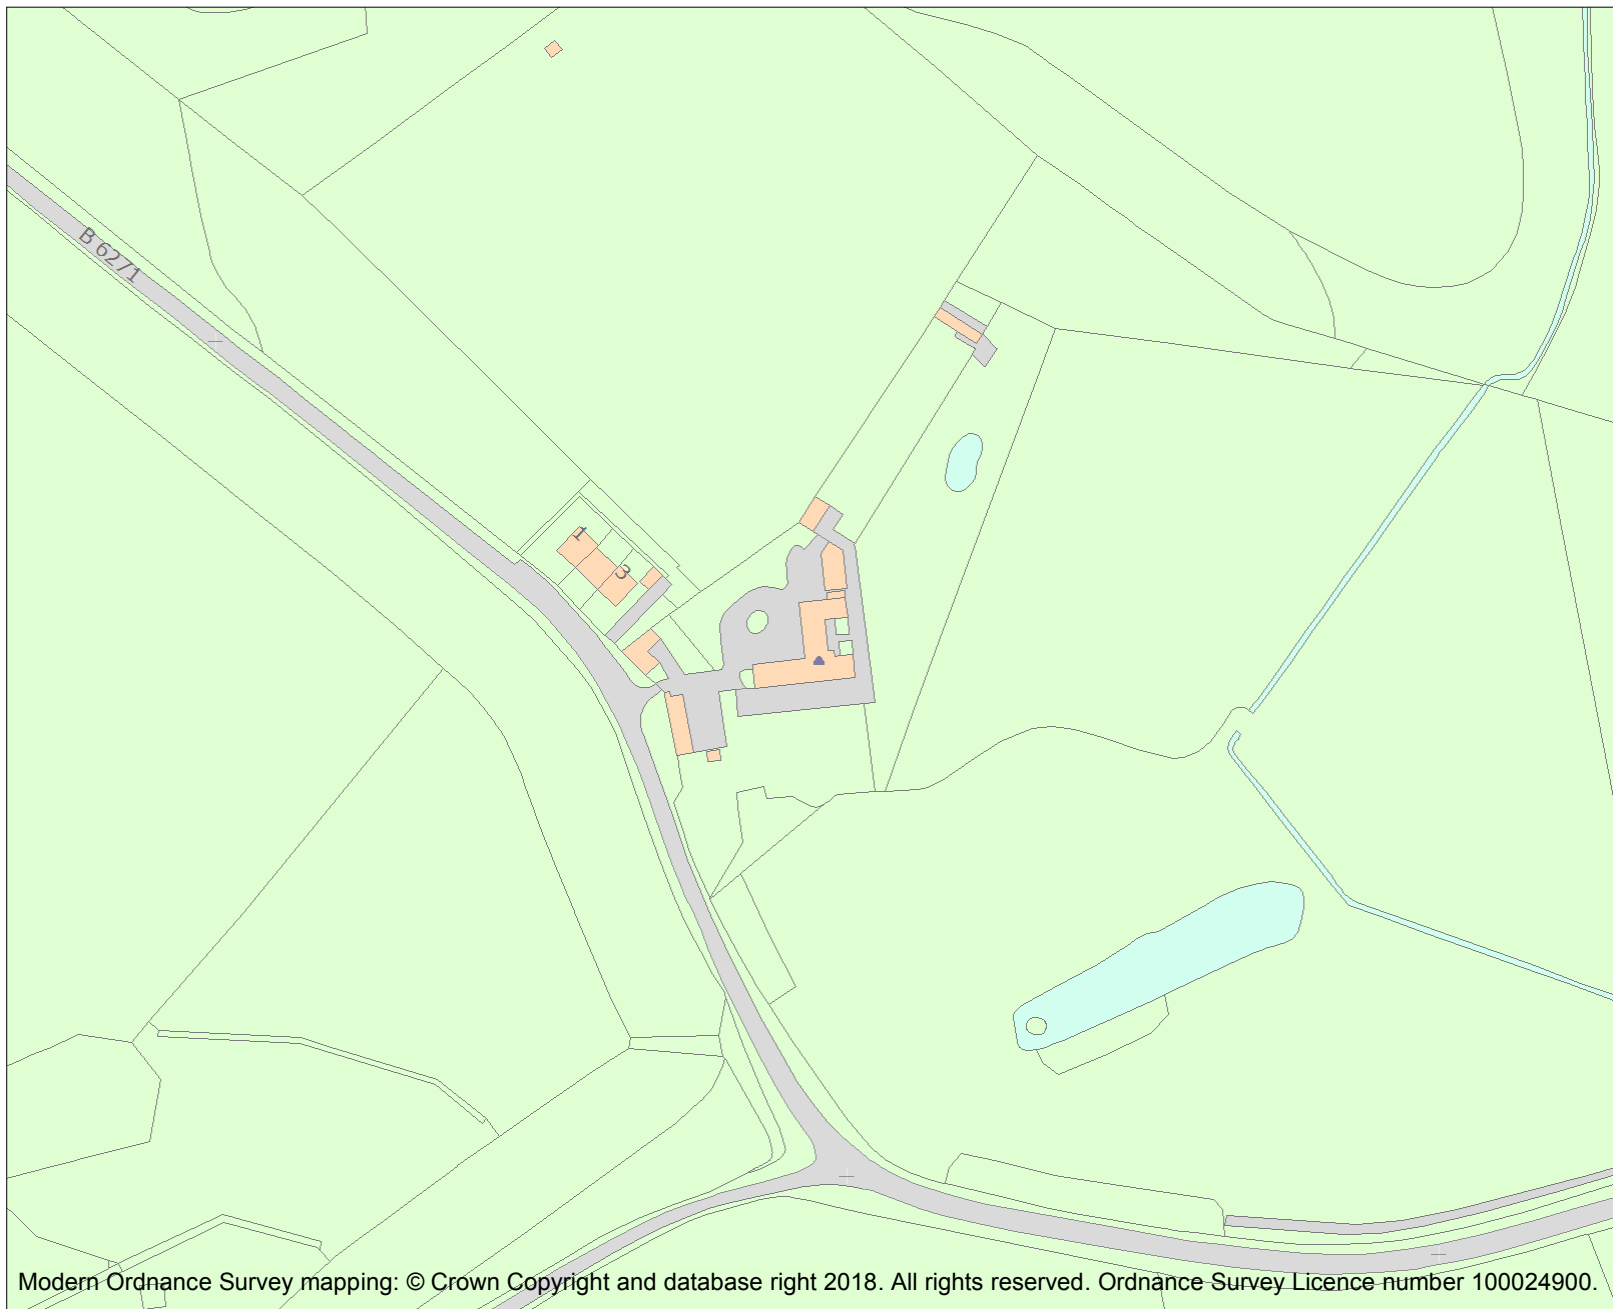 B 6271
1
3
Modern Ordnance Survey mapping: © Crown Copyright and database right 2018. All rights reserved. Ordnance Survey Licence number 100024900.